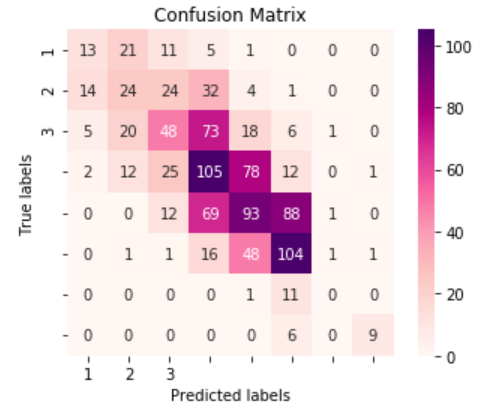 Confusion Matrix
1 13 21 11 5 1 0 0 0
2 14 24 24 32 4 1 0 0
3 5 20 48 73 18 6 1 0
2 12 25 105 78 12 0 1
0 0 12 69 93 88 1 0
0 1 1 16 48 104 1 1
0 0 0 0 1 11 0 0
0 0 0 0 0 6 0 9
1 2 3
Predicted labels
True labels
100
80
60
40
20
0